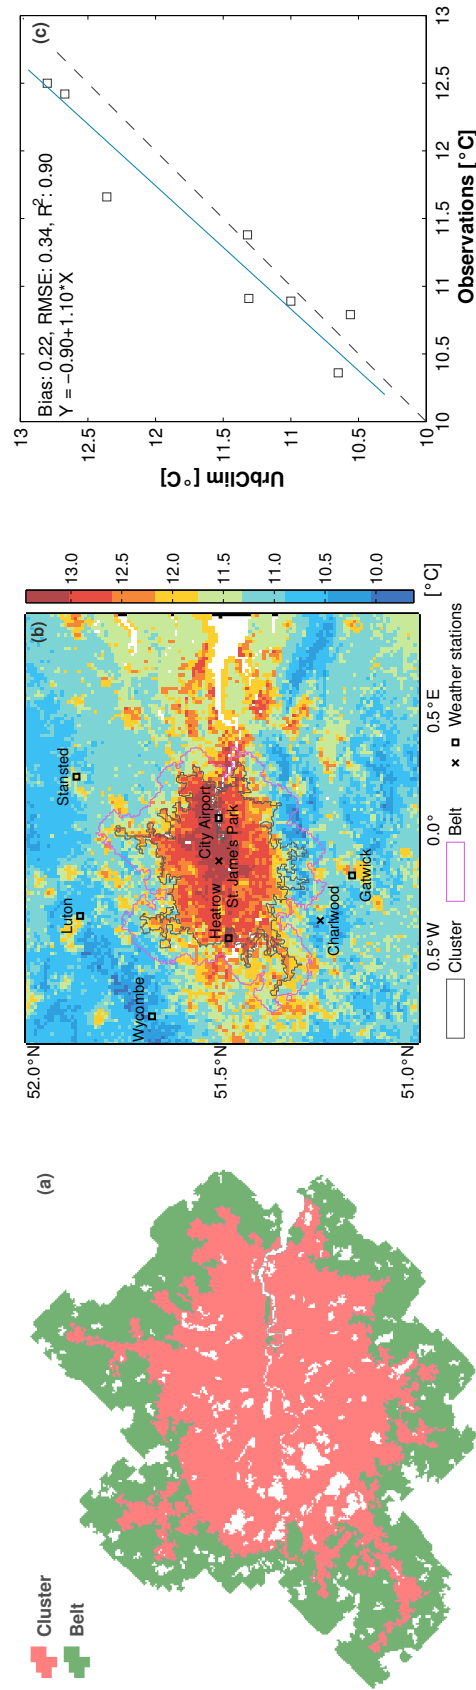 (a)
Cluster
Belt
(b)
52.0°N
51.5°N
51.0°N
0.5°W
0.0°
0.5°E
Wycombe
Luton
Stansted
Heatrow
City Airport
St. Jame's Park
Charlwood
Gatwick
13.0
12.5
12.0
11.5
11.0
10.5
10.0
[°C]
Cluster
Belt
Weather stations
(c)
Bias: 0.22, RMSE: 0.34, R²: 0.90
Y = −0.90+1.10*X
13
12.5
12
11.5
11
10.5
10
UrbClim [°C]
10
10.5
11
11.5
12
12.5
13
Observations [°C]